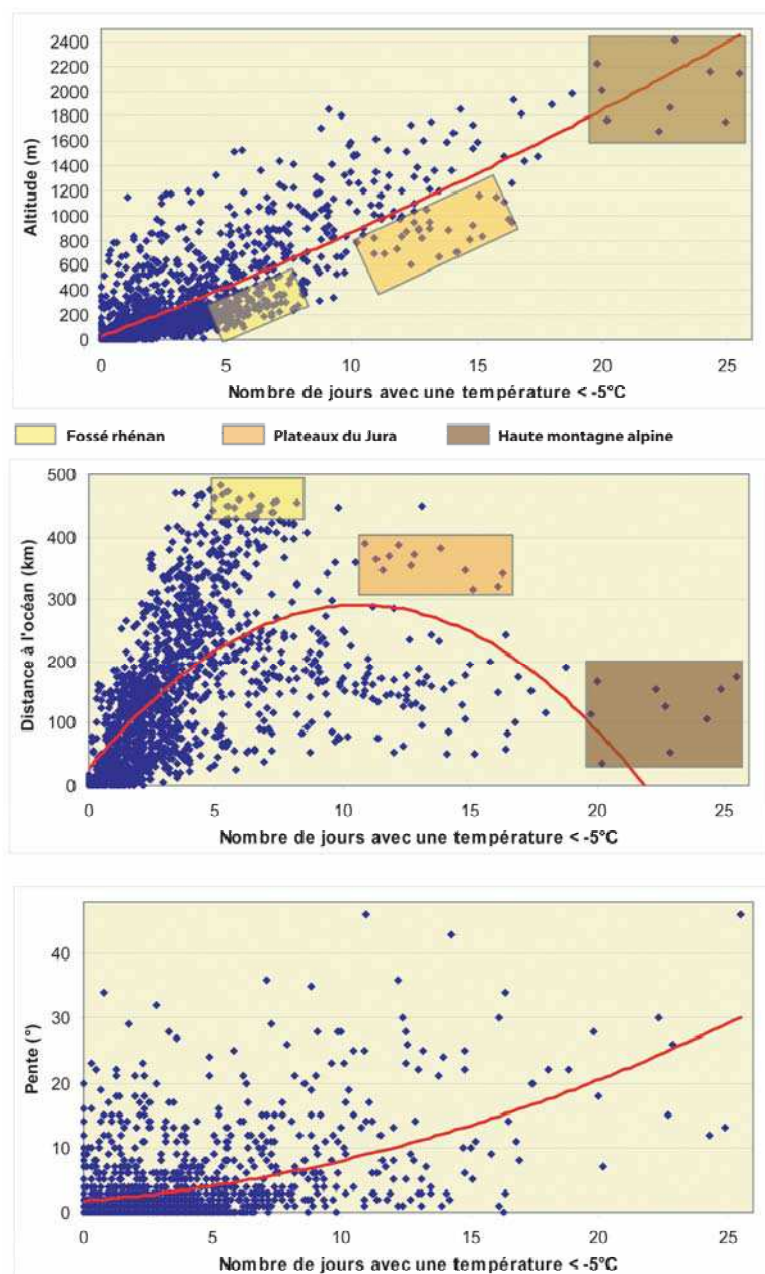 2400
2200
2000
1800
1600
1400
1200
1000
800
600
400
200
0
Altitude (m)
0 5 10 15 20 25
Nombre de jours avec une température < -5°C
Fossé rhénan Plateaux du Jura Haute montagne alpine
500
400
300
200
100
0
Distance à l'océan (km)
0 5 10 15 20 25
Nombre de jours avec une température < -5°C
40
30
20
10
0
Pente (°)
0 5 10 15 20 25
Nombre de jours avec une température < -5°C